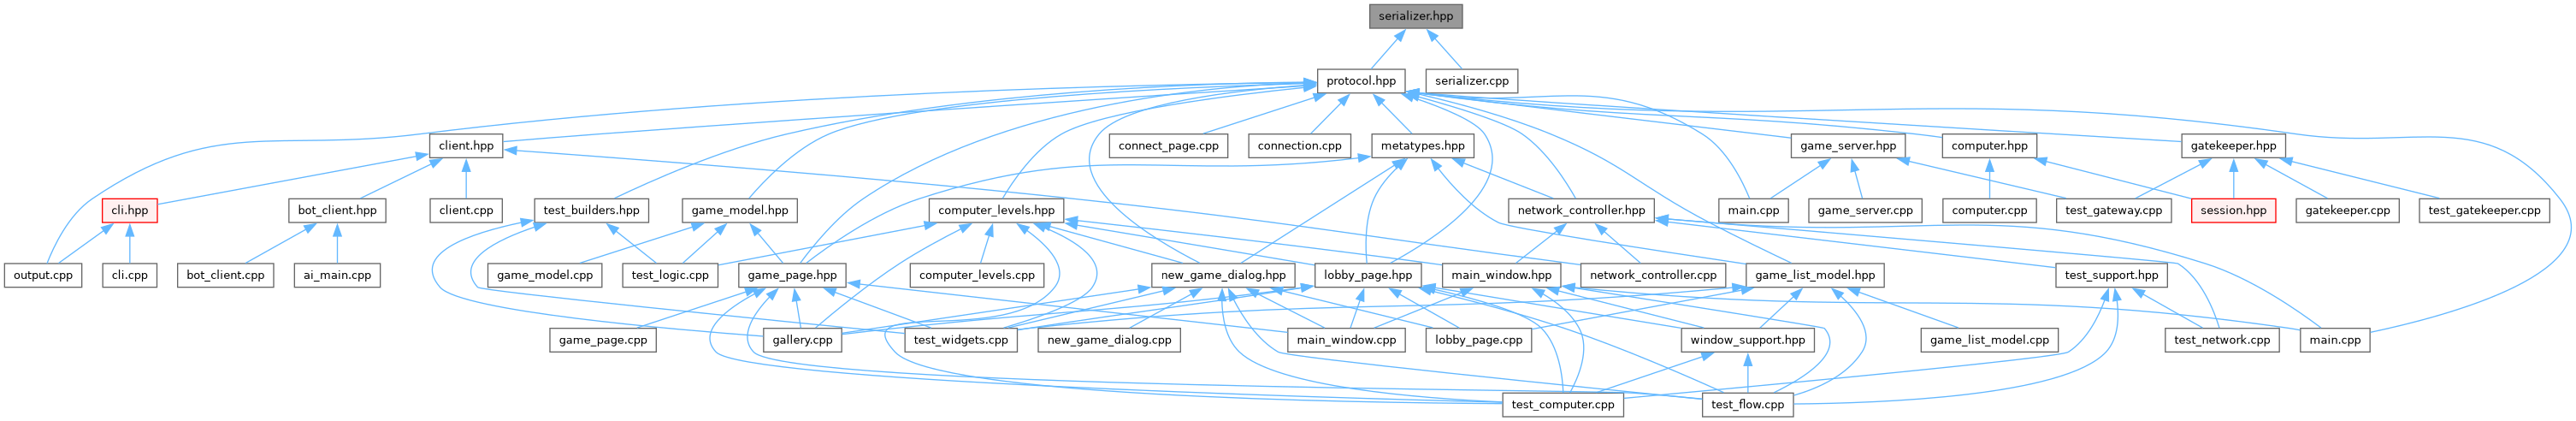 serializer.hpp
protocol.hpp
serializer.cpp
client.hpp
connect_page.cpp
connection.cpp
metatypes.hpp
game_server.hpp
computer.hpp
gatekeeper.hpp
cli.hpp
bot_client.hpp
client.cpp
test_builders.hpp
game_model.hpp
computer_levels.hpp
network_controller.hpp
main.cpp
game_server.cpp
computer.cpp
test_gateway.cpp
session.hpp
gatekeeper.cpp
test_gatekeeper.cpp
output.cpp
cli.cpp
bot_client.cpp
ai_main.cpp
game_model.cpp
test_logic.cpp
game_page.hpp
computer_levels.cpp
new_game_dialog.hpp
lobby_page.hpp
main_window.hpp
network_controller.cpp
game_list_model.hpp
test_support.hpp
game_page.cpp
gallery.cpp
test_widgets.cpp
new_game_dialog.cpp
main_window.cpp
lobby_page.cpp
window_support.hpp
game_list_model.cpp
test_network.cpp
main.cpp
test_computer.cpp
test_flow.cpp